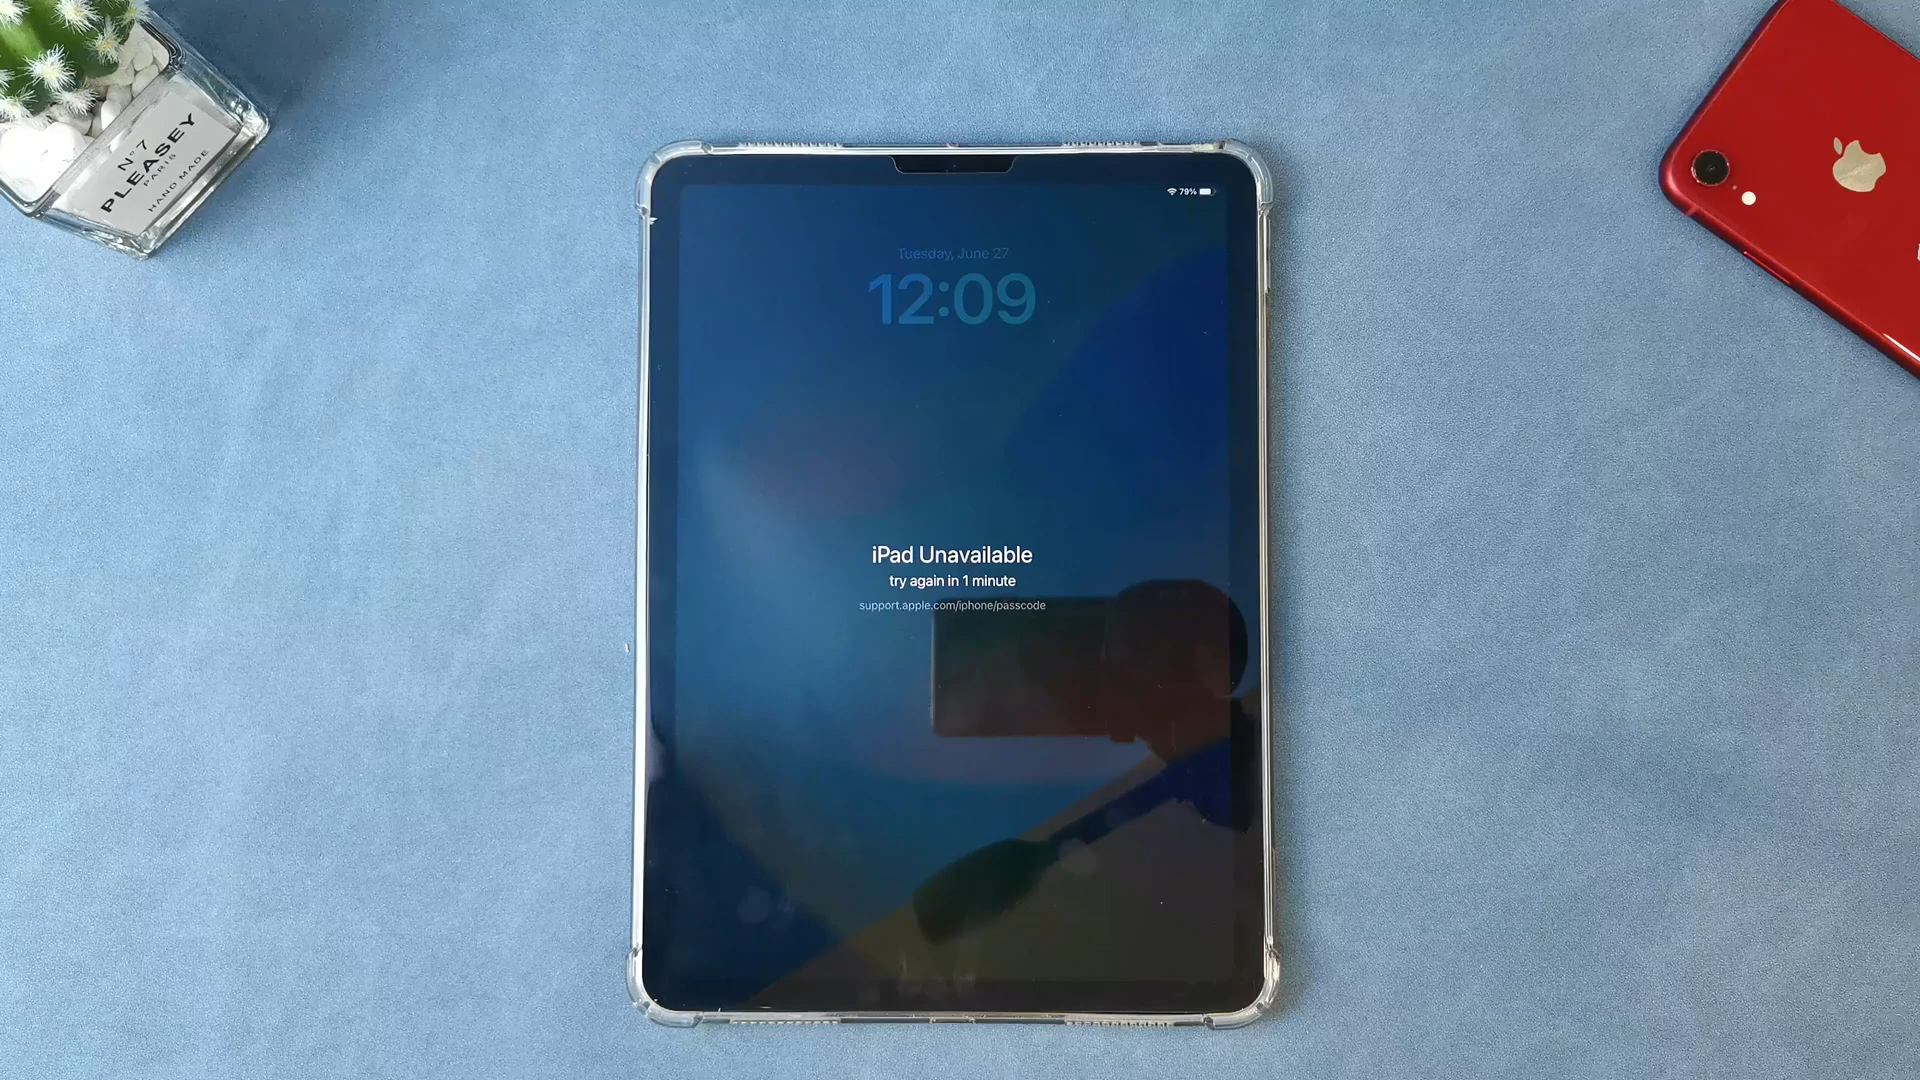 N°7
PLEASEY
PARIS
HAND MADE
79%
Tuesday, June 27
12:09
iPad Unavailable
try again in 1 minute
support.apple.com/iphone/passcode